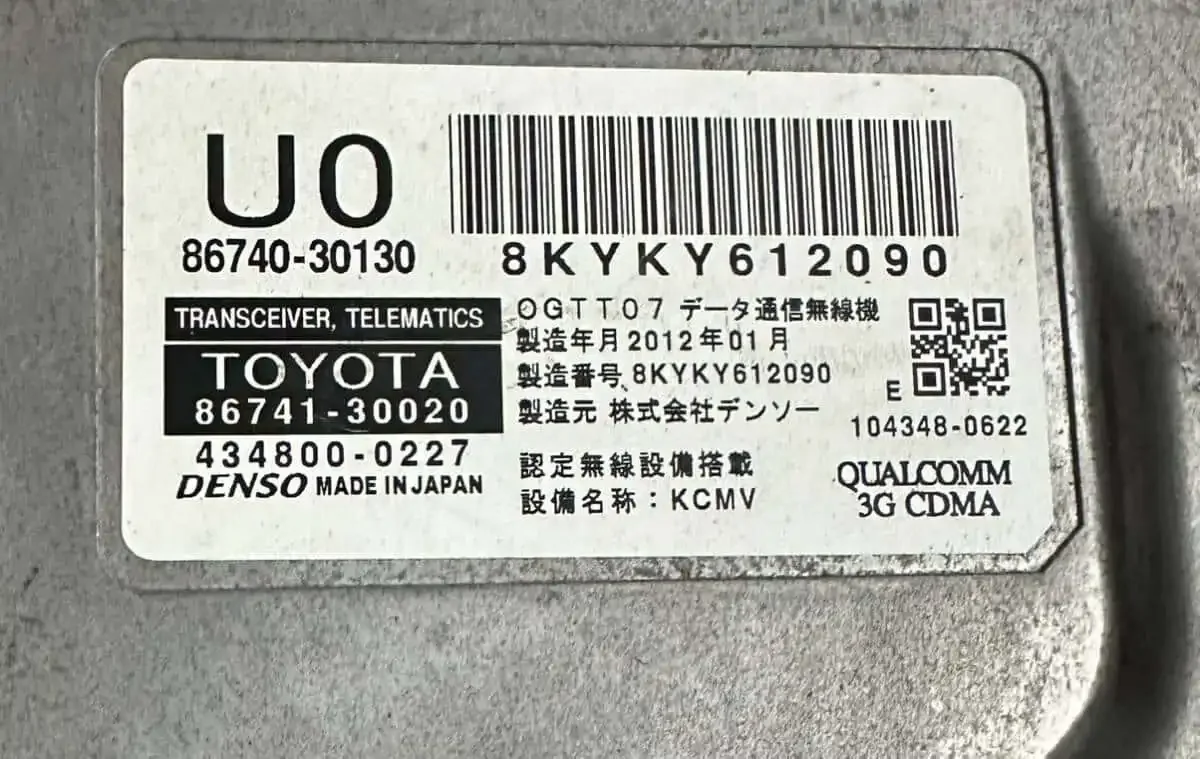 U0
86740-30130
8KYKY612090
TRANSCEIVER, TELEMATICS
TOYOTA
86741-30020
434800-0227
DENSO MADE IN JAPAN
0GTT07 データ通信無線機
製造年月 2012年01月
製造番号 8KYKY612090
製造元 株式会社デンソー
認定無線設備搭載
設備名称:KCMV
E
104348-0622
QUALCOMM
3G CDMA